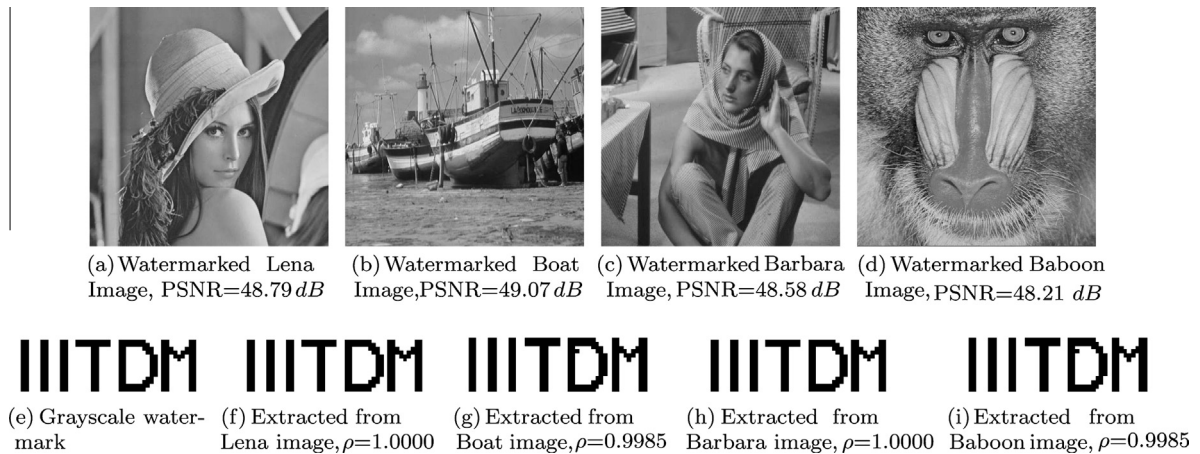 (a) Watermarked Lena
Image, PSNR=48.79 dB
(b) Watermarked Boat
Image,PSNR=49.07 dB
(c) Watermarked Barbara
Image, PSNR=48.58 dB
(d) Watermarked Baboon
Image, PSNR=48.21 dB
IIITDM
IIITDM
IIITDM
IIITDM
IIITDM
(e) Grayscale water-
mark
(f) Extracted from
Lena image, ρ=1.0000
(g) Extracted from
Boat image, ρ=0.9985
(h) Extracted from
Barbara image, ρ=1.0000
(i) Extracted from
Baboon image, ρ=0.9985